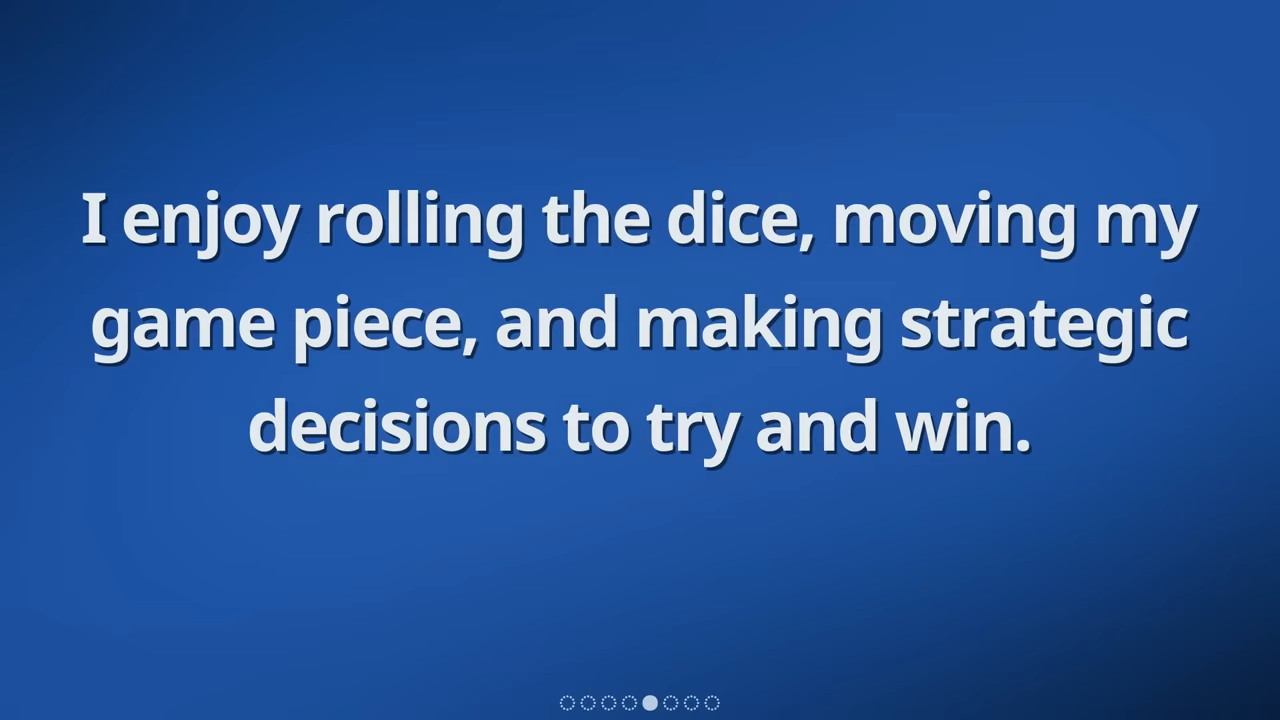 I enjoy rolling the dice, moving my
game piece, and making strategic
decisions to try and win.